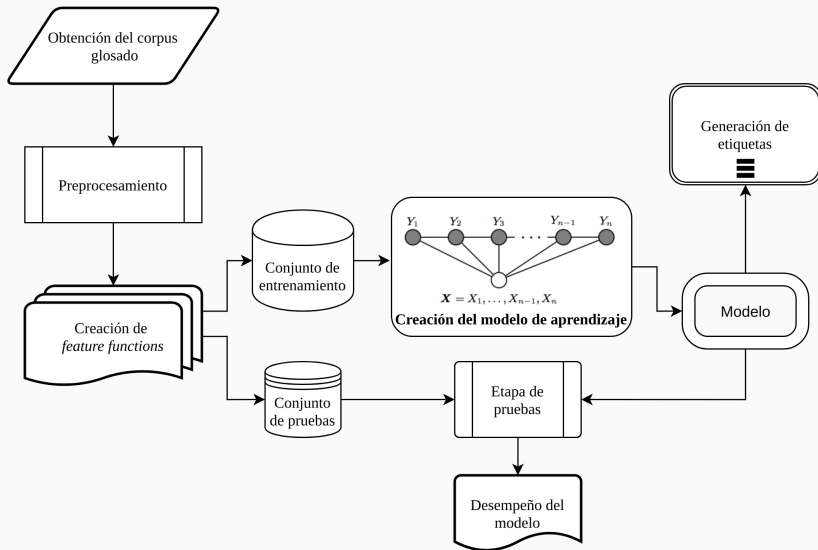 Obtención del corpus
glosado
Preprocesamiento
Creación de
feature functions
Conjunto de
entrenamiento
Conjunto
de pruebas
Y₁ Y₂ Y₃ · · · Yₙ₋₁ Yₙ
X = X₁, . . . , Xₙ₋₁, Xₙ
Creación del modelo de aprendizaje
Etapa de
pruebas
Desempeño del
modelo
Generación de
etiquetas
Modelo